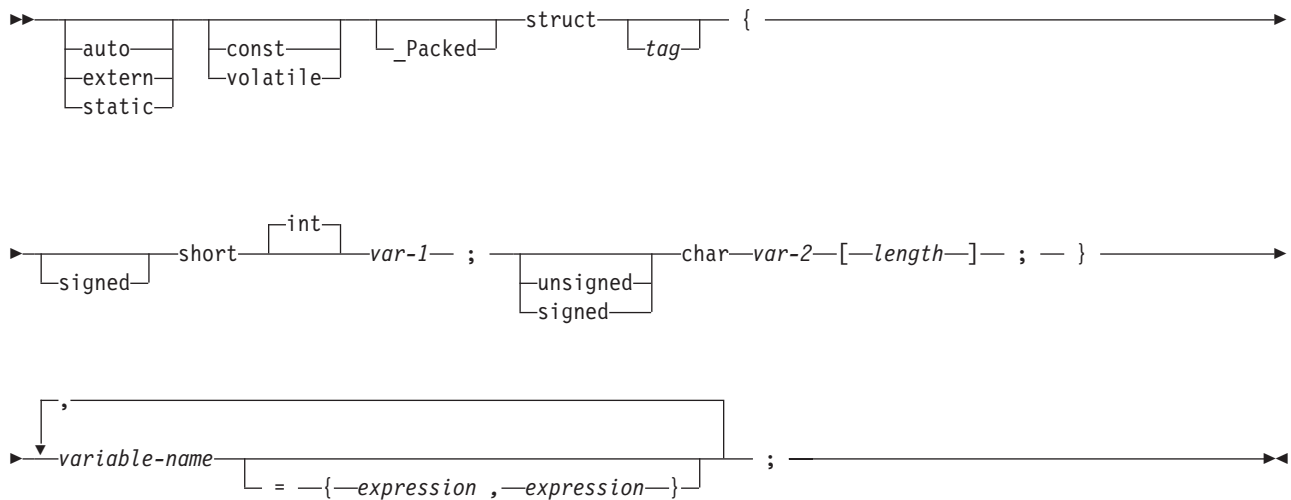 struct {
auto const _Packed tag
extern volatile
static
int
short var-1 ; char var-2 [ length ] ; }
signed unsigned
signed
,
variable-name ;
= { expression , expression }